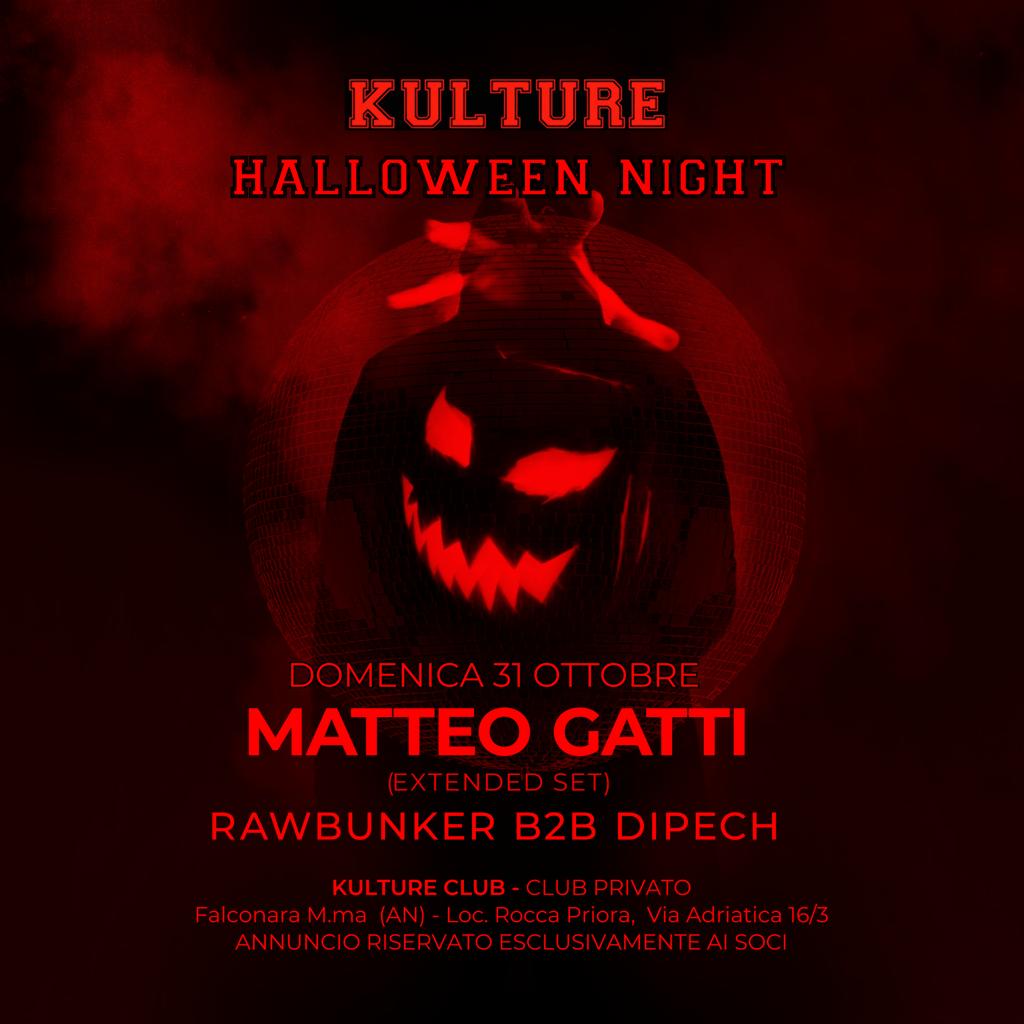 KULTURE
HALLOWEEN NIGHT
DOMENICA 31 OTTOBRE
MATTEO GATTI
(EXTENDED SET)
RAWBUNKER B2B DIPECH
KULTURE CLUB - CLUB PRIVATO
Falconara M.ma (AN) - Loc. Rocca Priora, Via Adriatica 16/3
ANNUNCIO RISERVATO ESCLUSIVAMENTE AI SOCI